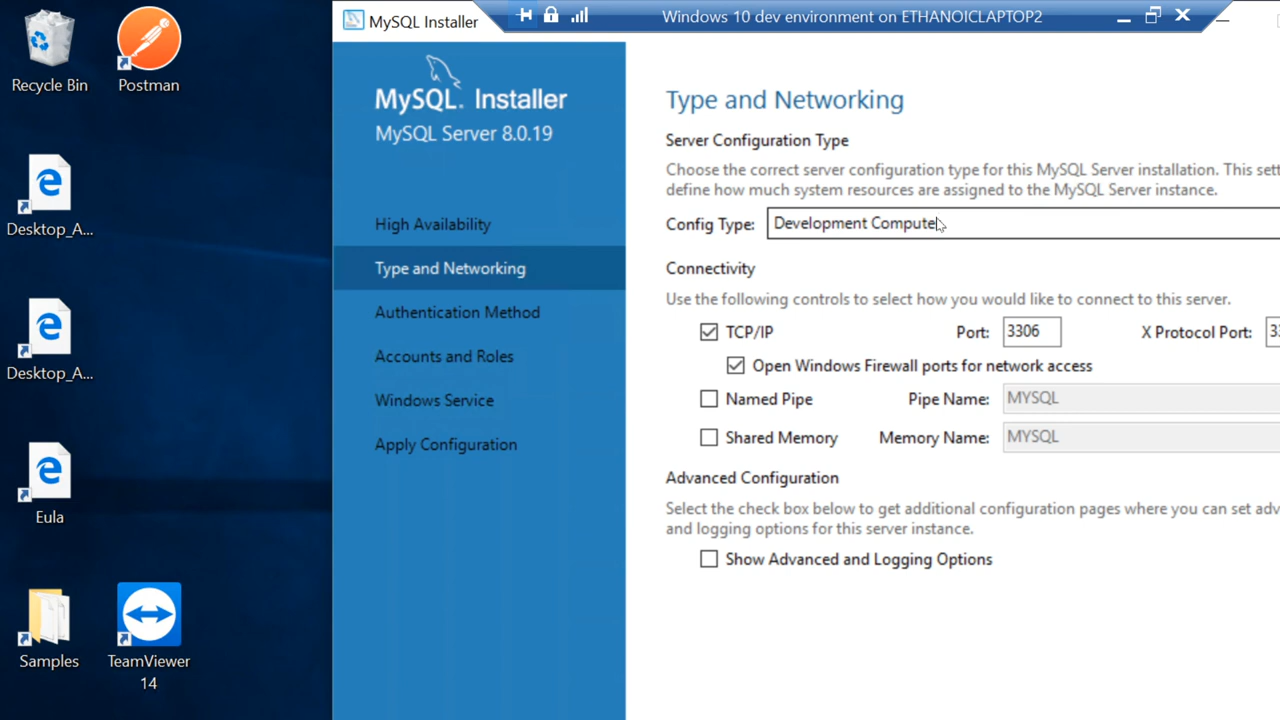 Recycle Bin
Postman
Desktop_A...
Desktop_A...
Eula
Samples
TeamViewer
14
MySQL Installer
Windows 10 dev environment on ETHANOICLAPTOP2
MySQL. Installer
MySQL Server 8.0.19
High Availability
Type and Networking
Authentication Method
Accounts and Roles
Windows Service
Apply Configuration
Type and Networking
Server Configuration Type
Choose the correct server configuration type for this MySQL Server installation. This sett
define how much system resources are assigned to the MySQL Server instance.
Config Type: Development Compute
Connectivity
Use the following controls to select how you would like to connect to this server.
TCP/IP Port: 3306 X Protocol Port: 33
Open Windows Firewall ports for network access
Named Pipe Pipe Name: MYSQL
Shared Memory Memory Name: MYSQL
Advanced Configuration
Select the check box below to get additional configuration pages where you can set adv
and logging options for this server instance.
Show Advanced and Logging Options